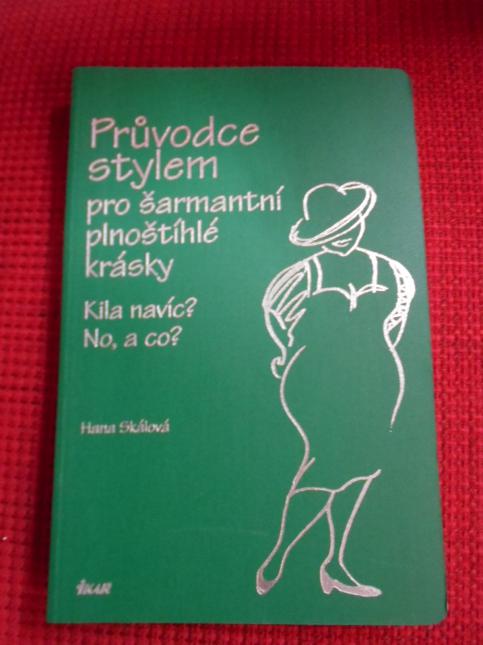 Průvodce
stylem
pro šarmantní
plnoštíhlé
krásky
Kila navíc?
No, a co?
Hana Skálová
IKAR